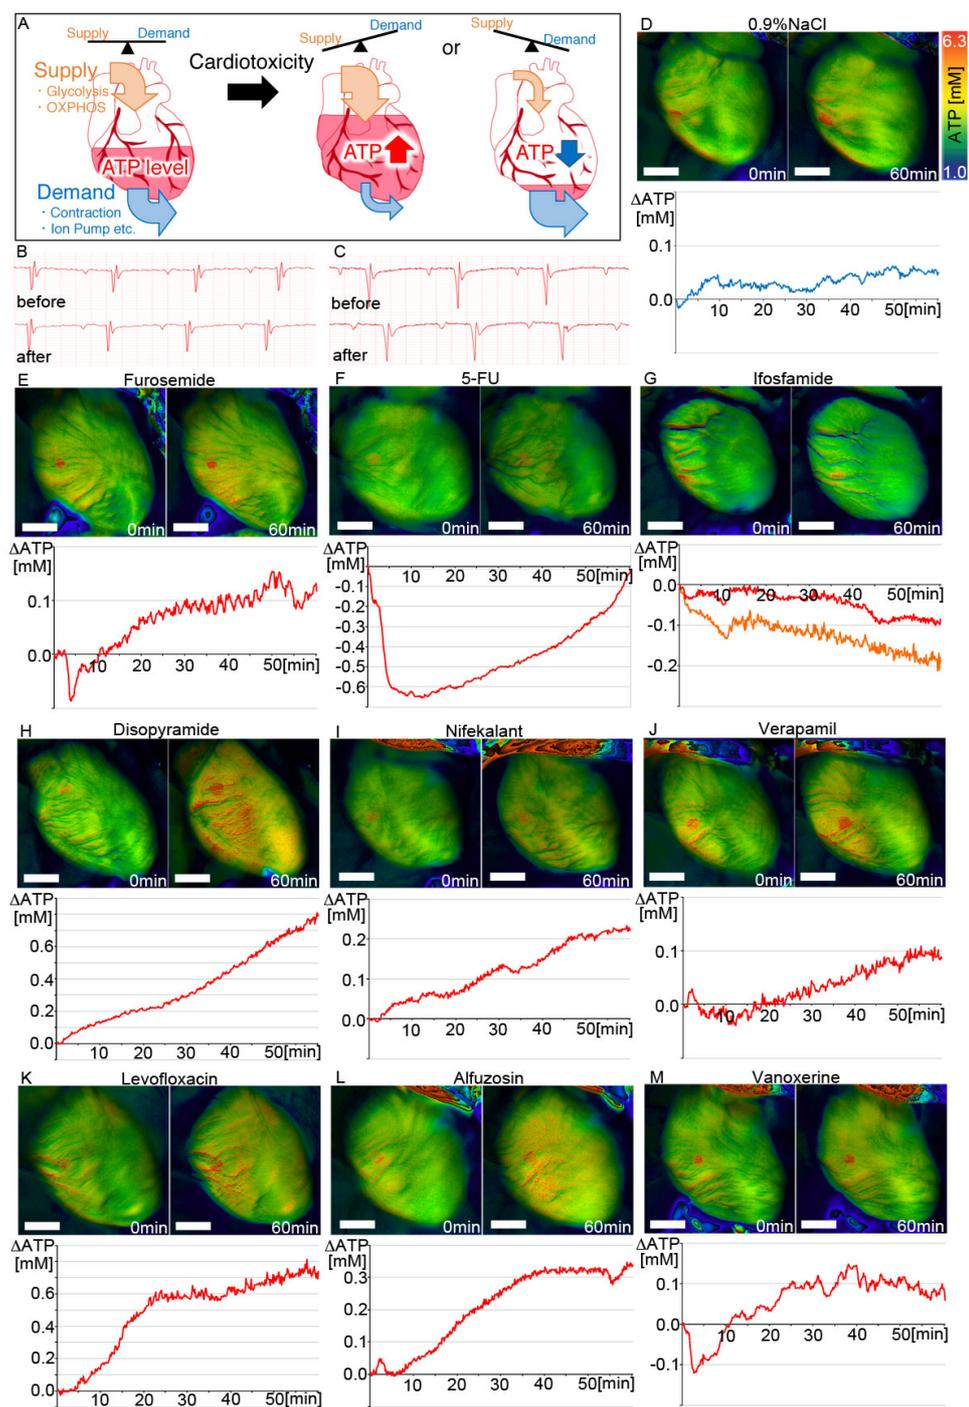 A
Supply
Demand
Supply
・Glycolysis
・OXPHOS
ATP level
Demand
・Contraction
・Ion Pump etc.
Cardiotoxicity
Supply
Demand
ATP
or
Supply
Demand
ATP
B
before
after
C
before
after
D
0.9%NaCl
0min
60min
6.3
ATP [mM]
1.0
ΔATP
[mM]
0.1
0.0
10 20 30 40 50[min]
E
Furosemide
0min
60min
ΔATP
[mM]
0.1
0.0
10 20 30 40 50[min]
F
5-FU
0min
60min
ΔATP
[mM]
10 20 30 40 50[min]
-0.1
-0.2
-0.3
-0.4
-0.5
-0.6
G
Ifosfamide
0min
60min
ΔATP
[mM]
0.0
10 20 30 40 50[min]
-0.1
-0.2
H
Disopyramide
0min
60min
ΔATP
[mM]
0.6
0.4
0.2
0.0
10 20 30 40 50[min]
I
Nifekalant
0min
60min
ΔATP
[mM]
0.2
0.1
0.0
10 20 30 40 50[min]
J
Verapamil
0min
60min
ΔATP
[mM]
0.1
0.0
10 20 30 40 50[min]
K
Levofloxacin
0min
60min
ΔATP
[mM]
0.6
0.4
0.2
0.0
10 20 30 40 50[min]
L
Alfuzosin
0min
60min
ΔATP
[mM]
0.3
0.2
0.1
0.0
10 20 30 40 50[min]
M
Vanoxerine
0min
60min
ΔATP
[mM]
0.1
0.0
10 20 30 40 50[min]
-0.1